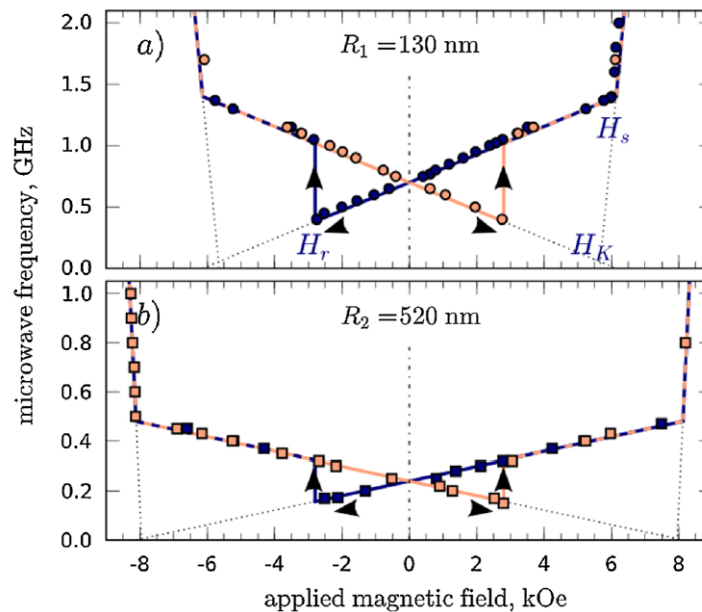 a)
R₁ = 130 nm
2.0
1.5
1.0
0.5
0.0
Hₛ
Hᵣ
H_K
b)
R₂ = 520 nm
1.0
0.8
0.6
0.4
0.2
0.0
-8 -6 -4 -2 0 2 4 6 8
microwave frequency, GHz
applied magnetic field, kOe